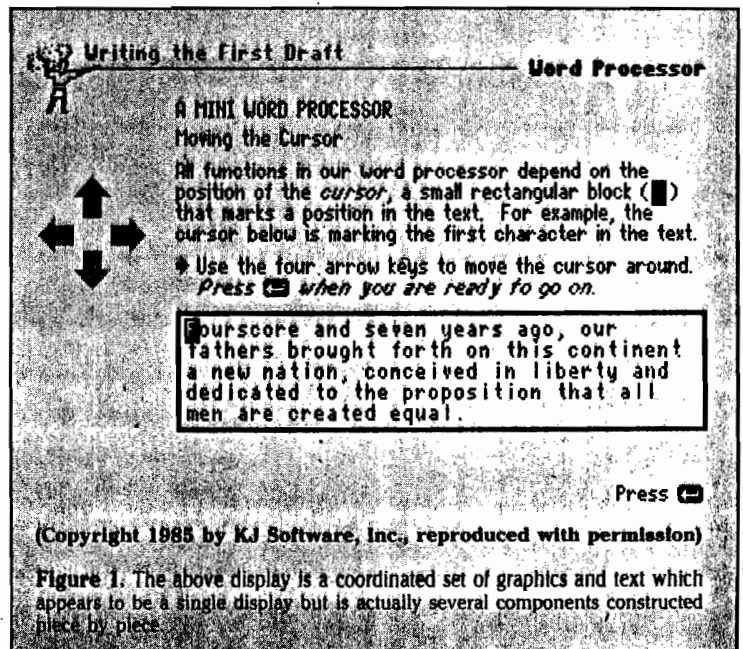 Writing the First Draft
Word Processor
A MINI WORD PROCESSOR
Moving the Cursor
All functions in our word processor depend on the
position of the cursor, a small rectangular block (█)
that marks a position in the text. For example, the
cursor below is marking the first character in the text.
Use the four arrow keys to move the cursor around.
Press when you are ready to go on.
Fourscore and seven years ago, our
fathers brought forth on this continent
a new nation, conceived in liberty and
dedicated to the proposition that all
men are created equal.
Press
(Copyright 1985 by KJ Software, Inc., reproduced with permission)
Figure 1. The above display is a coordinated set of graphics and text which
appears to be a single display but is actually several components constructed
piece by piece.